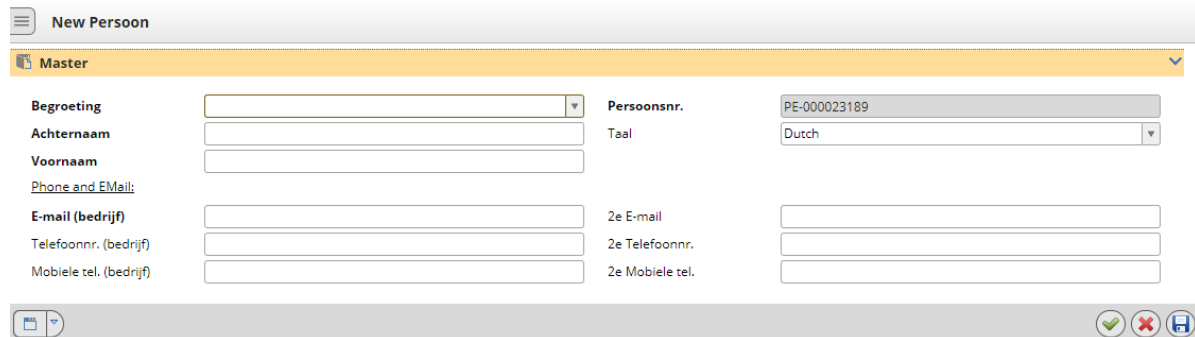 New Persoon
Master
Begroeting Persoonsnr. PE-000023189
Achternaam Taal Dutch
Voornaam
Phone and EMail:
E-mail (bedrijf) 2e E-mail
Telefoonnr. (bedrijf) 2e Telefoonnr.
Mobiele tel. (bedrijf) 2e Mobiele tel.